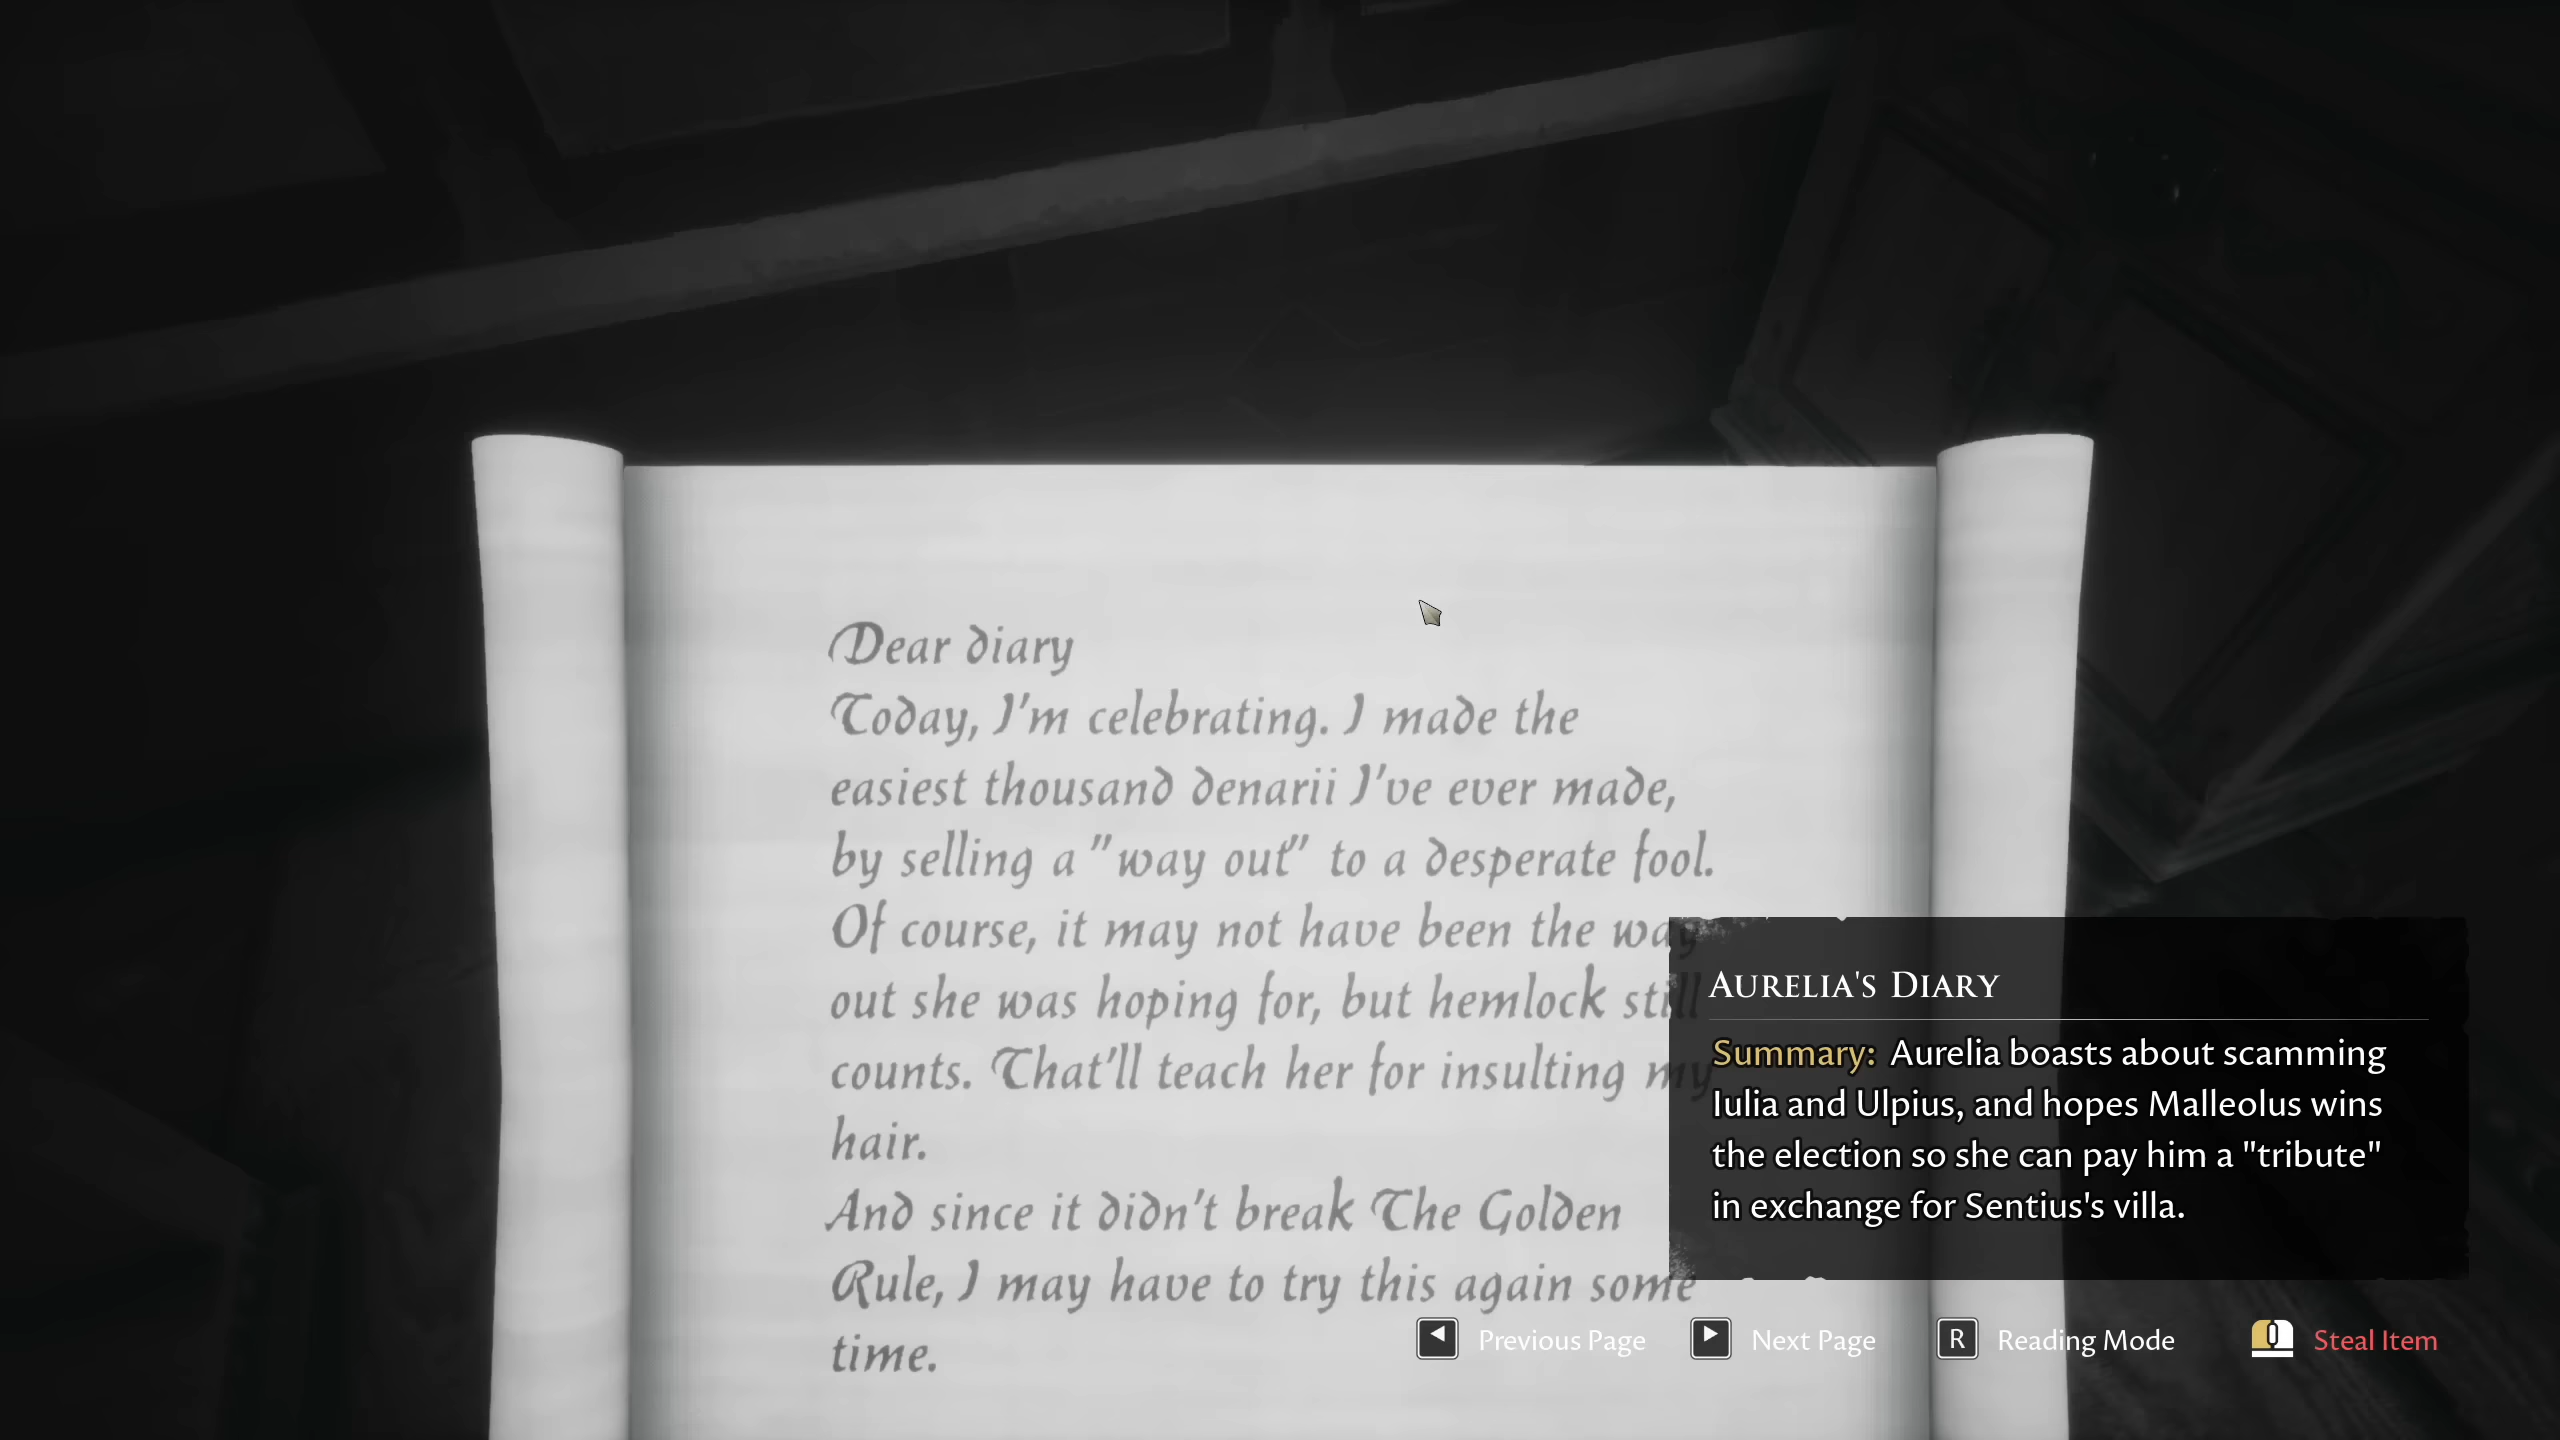 Dear diary
Today, I'm celebrating. I made the
easiest thousand denarii I've ever made,
by selling a "way out" to a desperate fool.
Of course, it may not have been the way
out she was hoping for, but hemlock still
counts. That'll teach her for insulting my
hair.
And since it didn't break The Golden
Rule, I may have to try this again some
time.
AURELIA'S DIARY
Summary: Aurelia boasts about scamming
Iulia and Ulpius, and hopes Malleolus wins
the election so she can pay him a "tribute"
in exchange for Sentius's villa.
Previous Page
Next Page
R Reading Mode
Steal Item